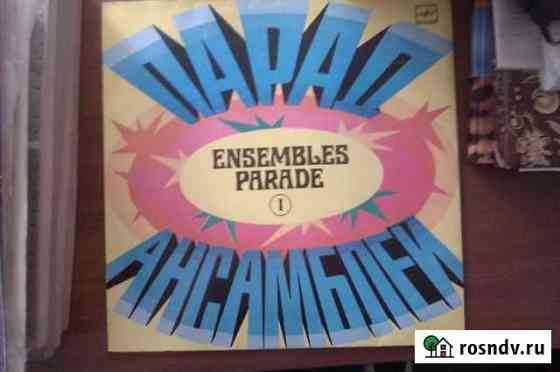 ПАРАД
ENSEMBLES
PARADE
1
АНСАМБЛЕЙ
rosndv.ru